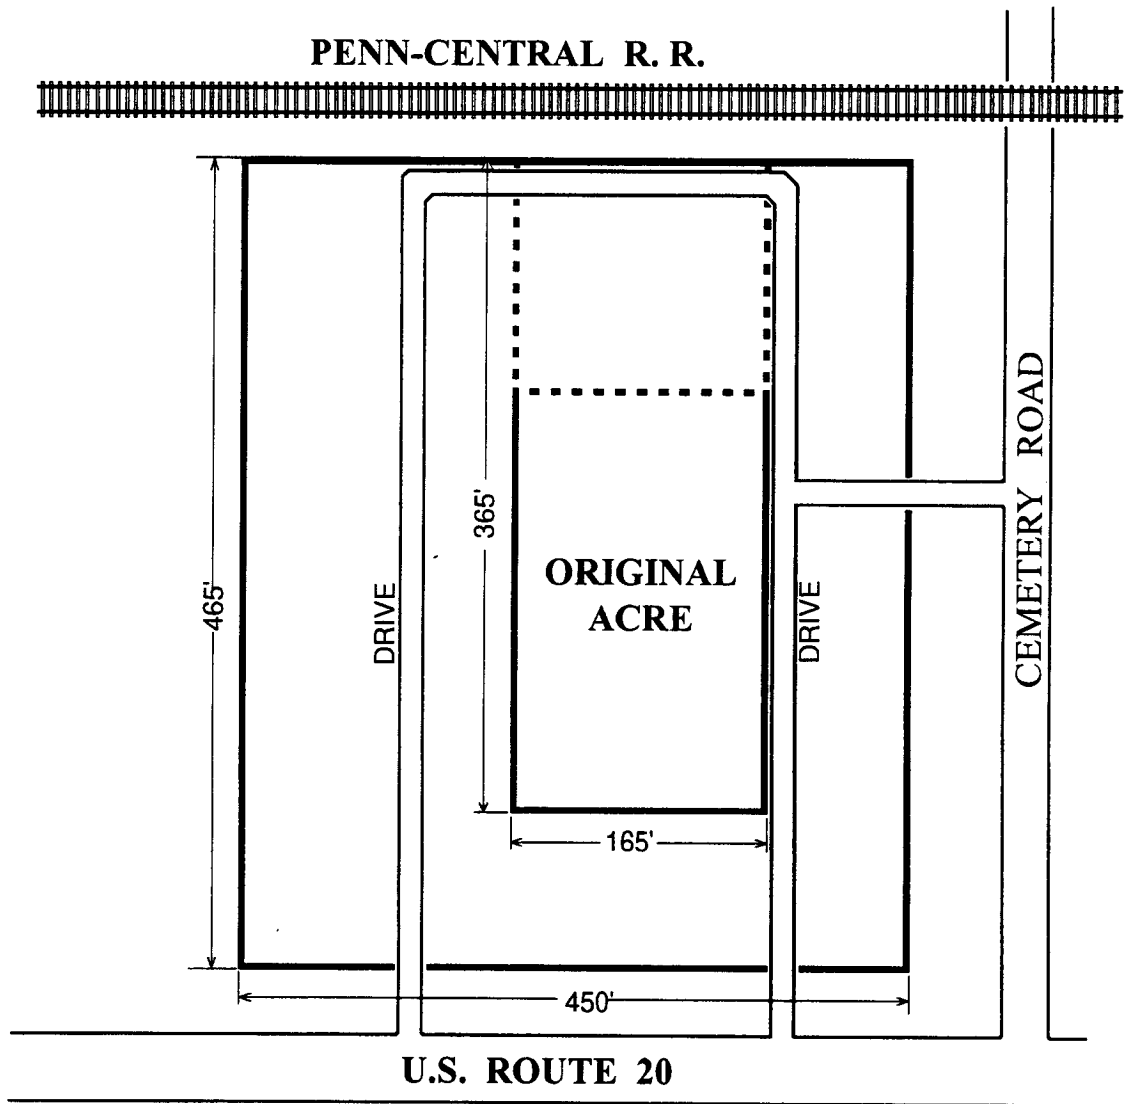 PENN-CENTRAL R. R.
365'
CEMETERY ROAD
465'
ORIGINAL
ACRE
DRIVE
DRIVE
165'
450'
U.S. ROUTE 20